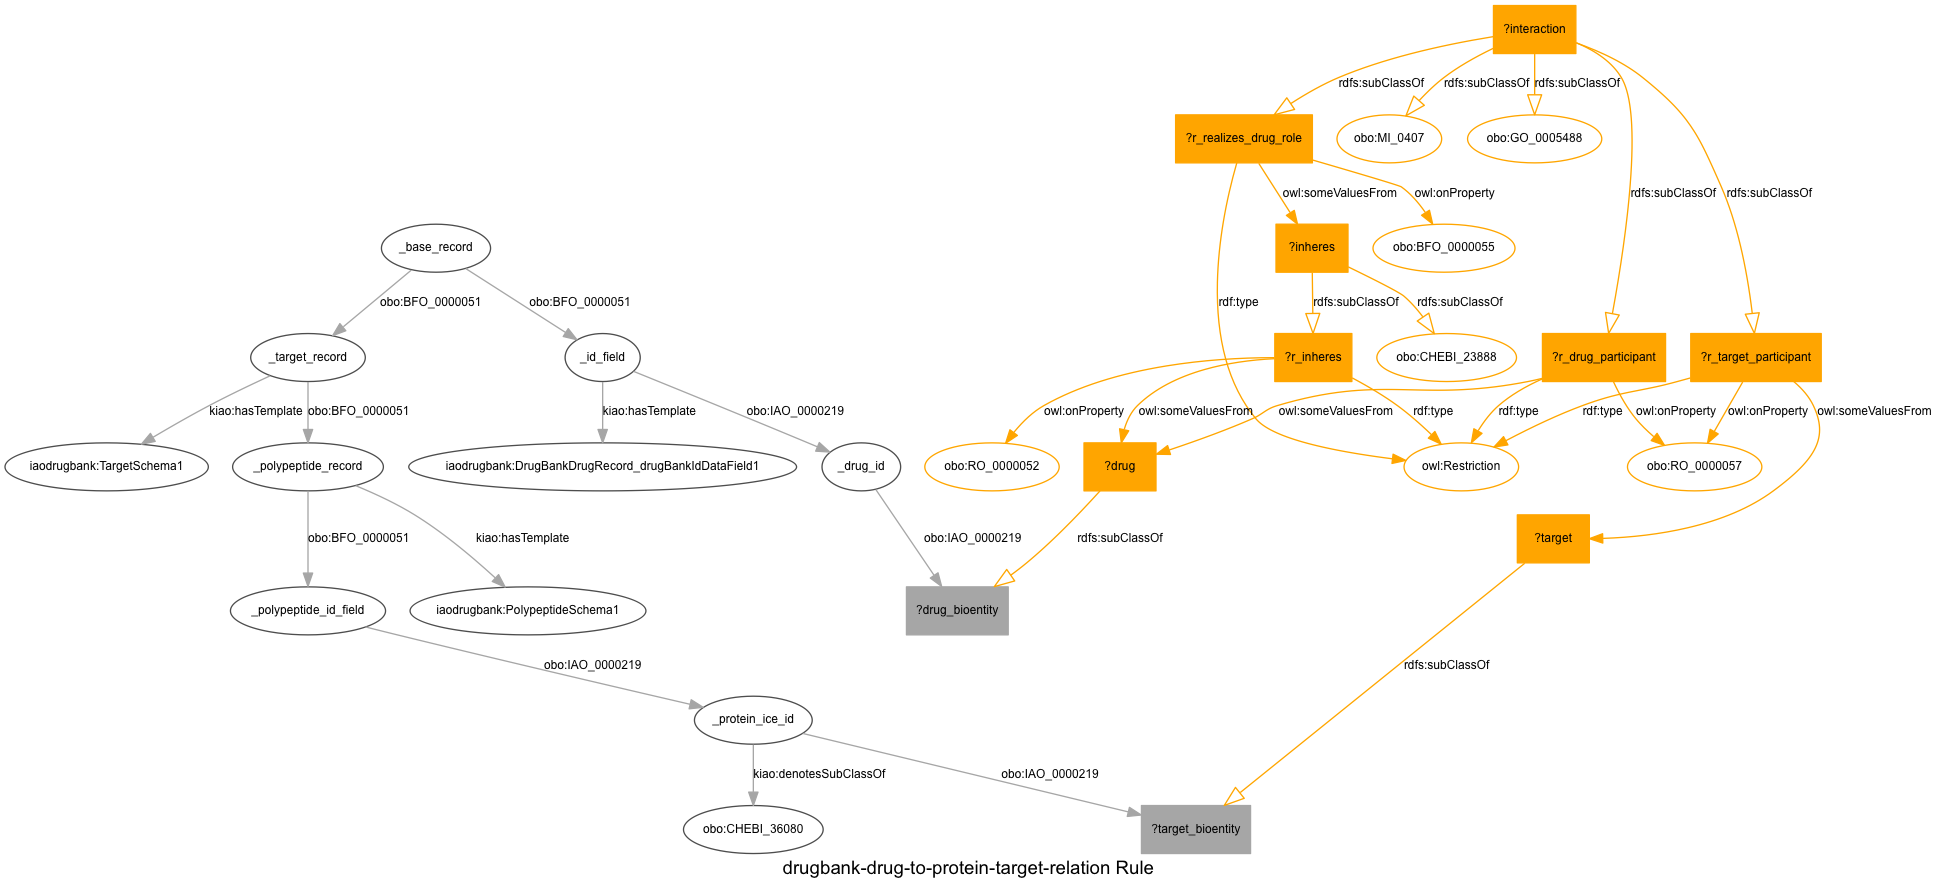 ?interaction
rdfs:subClassOf
rdfs:subClassOf
rdfs:subClassOf
?r_realizes_drug_role
obo:MI_0407
obo:GO_0005488
owl:someValuesFrom
owl:onProperty
rdfs:subClassOf
rdfs:subClassOf
_base_record
?inheres
obo:BFO_0000055
obo:BFO_0000051
obo:BFO_0000051
rdf:type
rdfs:subClassOf
rdfs:subClassOf
_target_record
_id_field
?r_inheres
obo:CHEBI_23888
?r_drug_participant
?r_target_participant
kiao:hasTemplate
obo:BFO_0000051
kiao:hasTemplate
obo:IAO_0000219
owl:onProperty
owl:someValuesFrom
owl:someValuesFrom
rdf:type
rdf:type
rdf:type
owl:onProperty
owl:onProperty
owl:someValuesFrom
iaodrugbank:TargetSchema1
_polypeptide_record
iaodrugbank:DrugBankDrugRecord_drugBankIdDataField1
_drug_id
obo:RO_0000052
?drug
owl:Restriction
obo:RO_0000057
obo:BFO_0000051
kiao:hasTemplate
obo:IAO_0000219
rdfs:subClassOf
?target
_polypeptide_id_field
iaodrugbank:PolypeptideSchema1
?drug_bioentity
obo:IAO_0000219
rdfs:subClassOf
_protein_ice_id
kiao:denotesSubClassOf
obo:IAO_0000219
obo:CHEBI_36080
?target_bioentity
drugbank-drug-to-protein-target-relation Rule